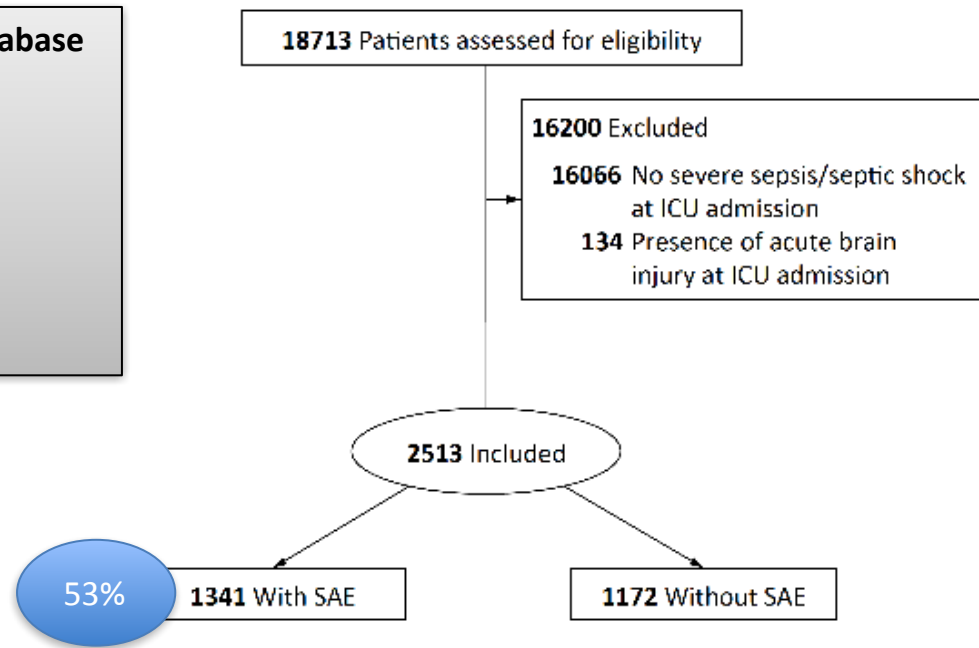 18713 Patients assessed for eligibility
16200 Excluded
16066 No severe sepsis/septic shock
at ICU admission
134 Presence of acute brain
injury at ICU admission
2513 Included
53%
1341 With SAE
1172 Without SAE